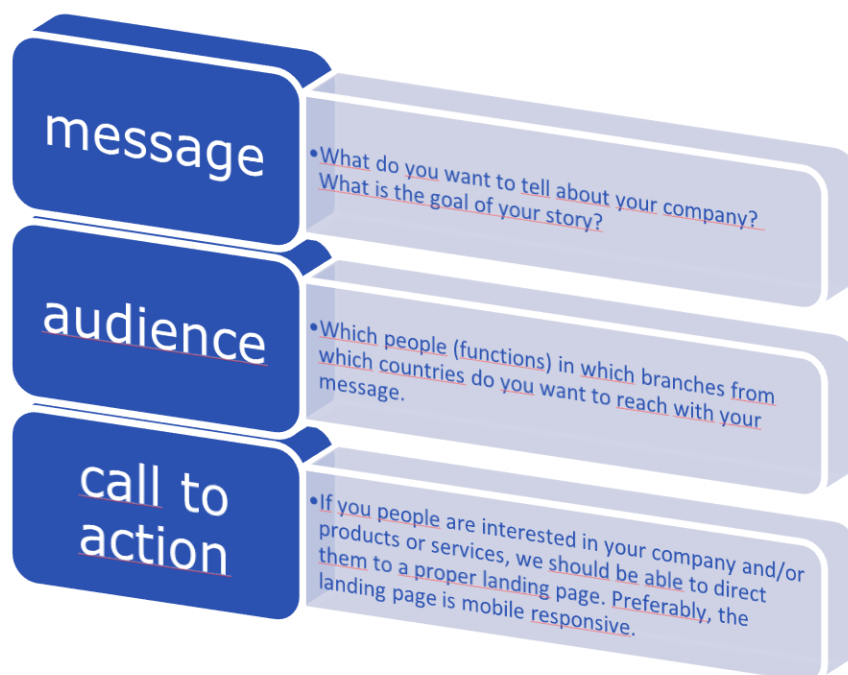 message
•What do you want to tell about your company?
What is the goal of your story?
audience
•Which people (functions) in which branches from
which countries do you want to reach with your
message.
call to
action
•If you people are interested in your company and/or
products or services, we should be able to direct
them to a proper landing page. Preferably, the
landing page is mobile responsive.